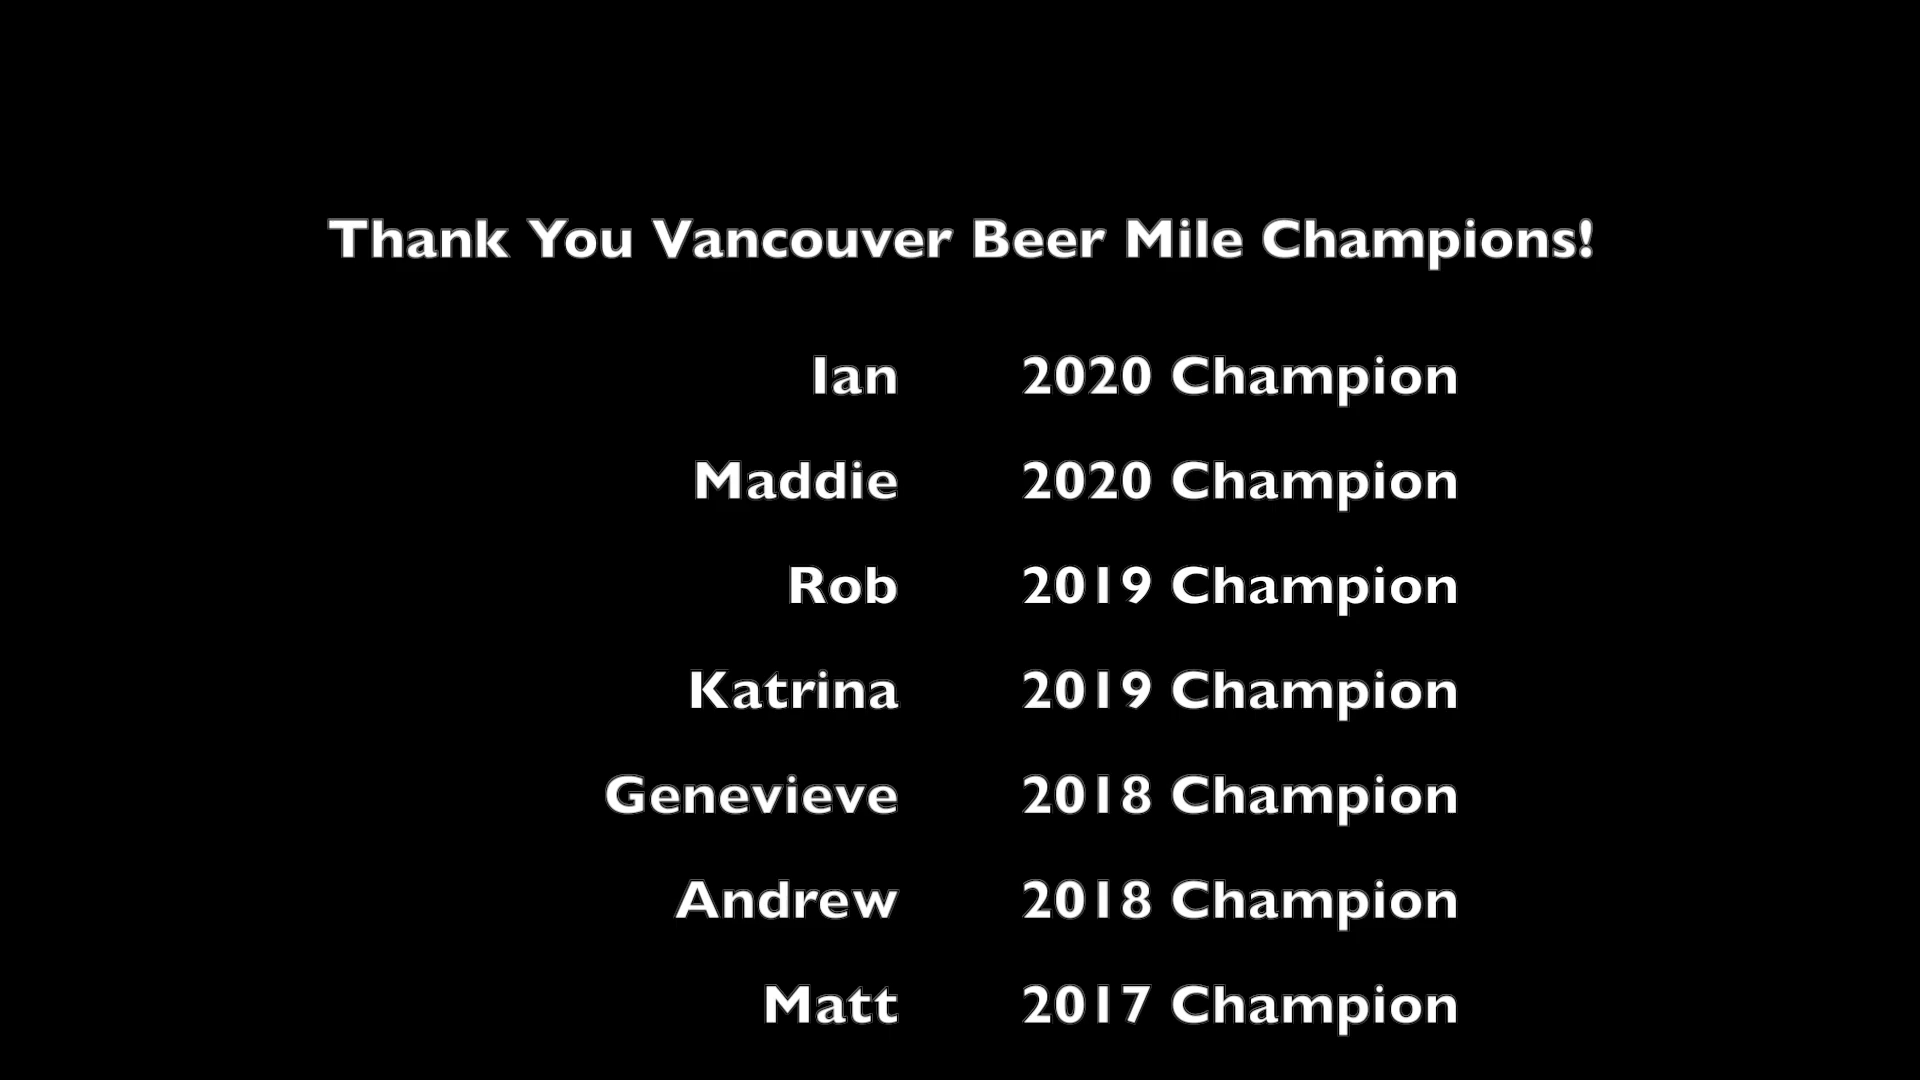 Thank You Vancouver Beer Mile Champions!
Ian 2020 Champion
Maddie 2020 Champion
Rob 2019 Champion
Katrina 2019 Champion
Genevieve 2018 Champion
Andrew 2018 Champion
Matt 2017 Champion